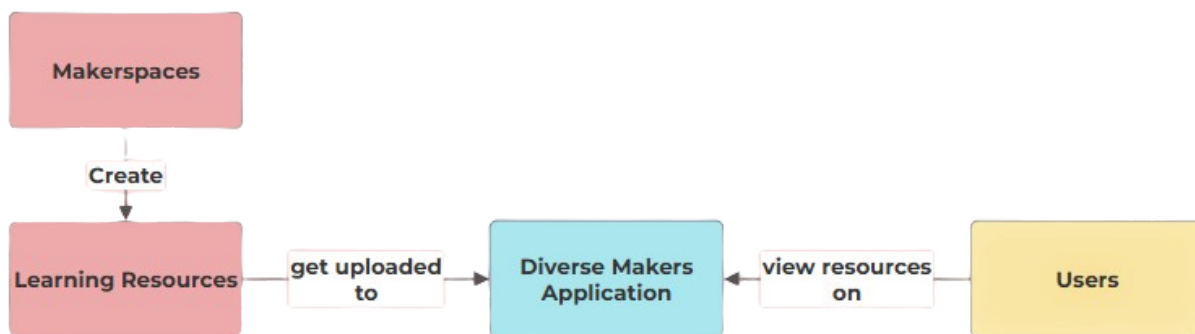 Makerspaces
Create
Learning Resources
get uploaded
to
Diverse Makers
Application
view resources
on
Users